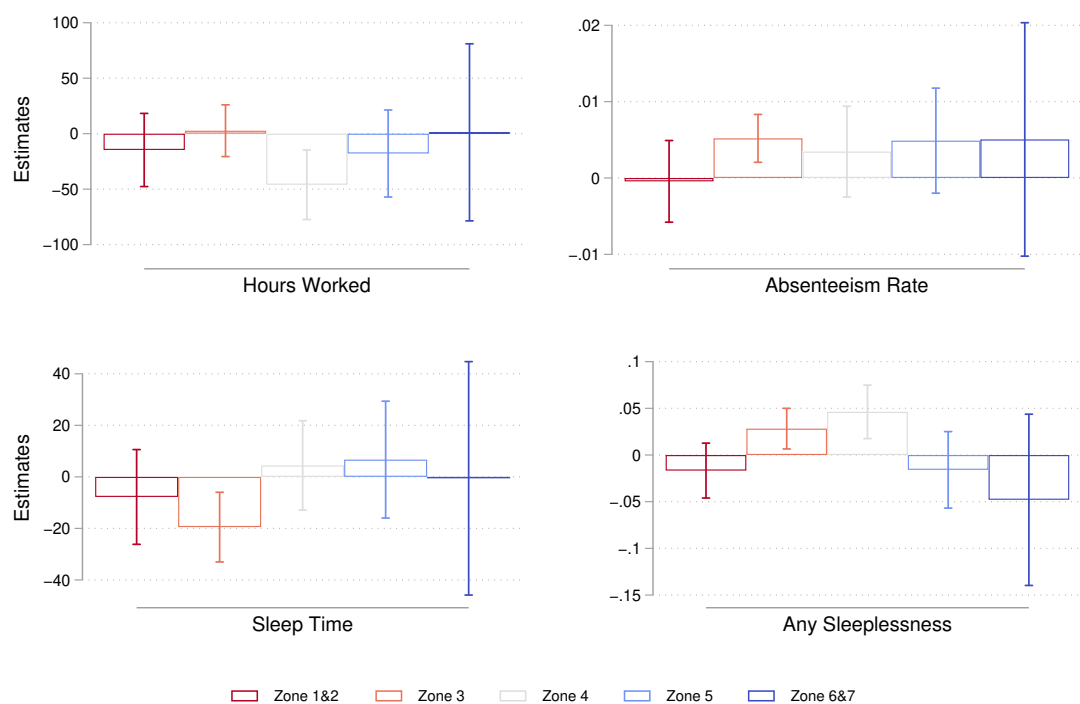 Estimates
100
50
0
−50
−100
Hours Worked
.02
.01
0
−.01
Absenteeism Rate
Estimates
40
20
0
−20
−40
Sleep Time
.1
.05
0
−.05
−.1
−.15
Any Sleeplessness
Zone 1&2 Zone 3 Zone 4 Zone 5 Zone 6&7